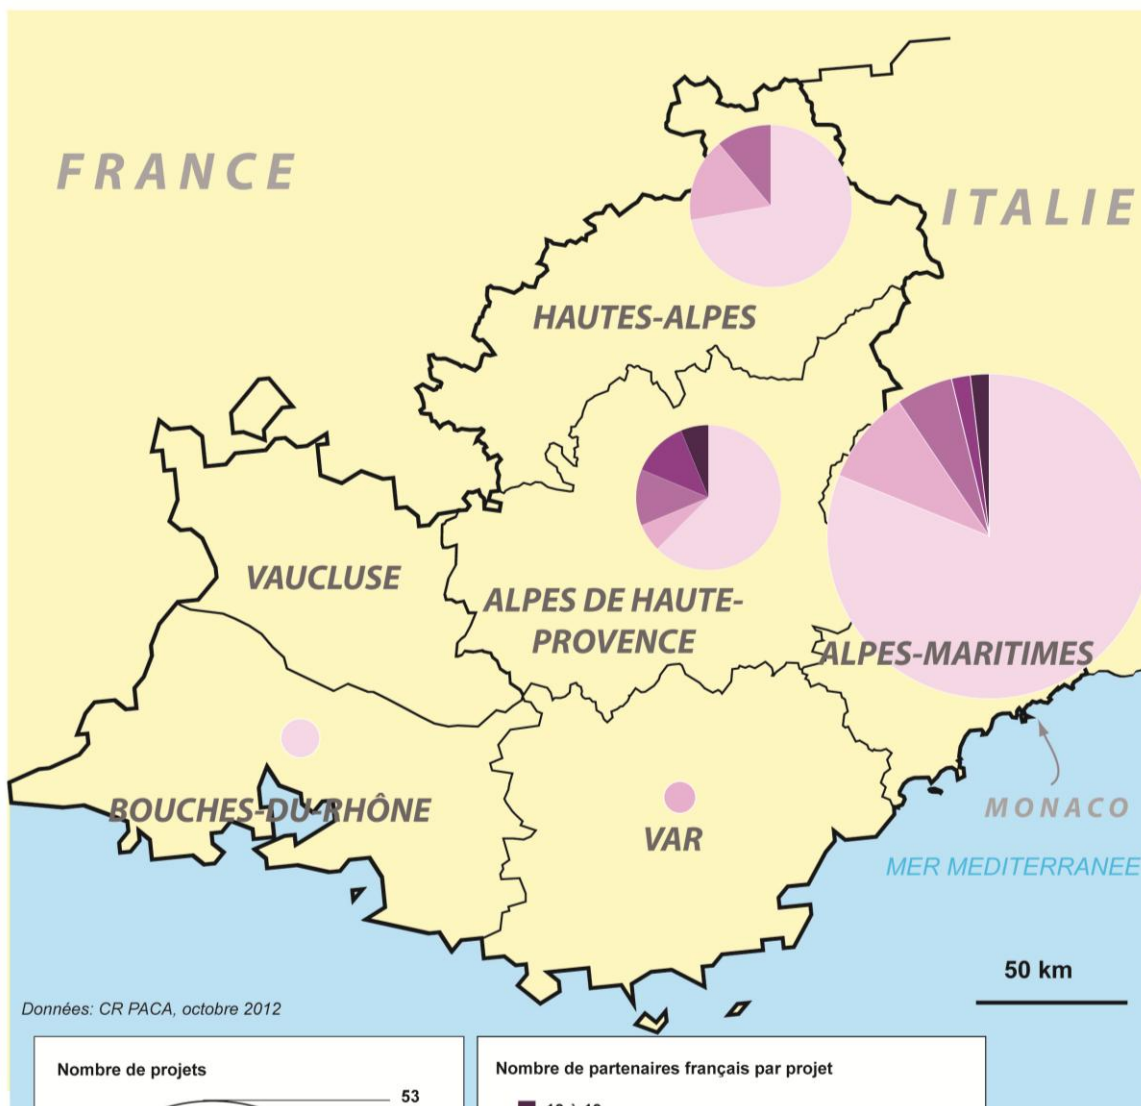 FRANCE
ITALIE
HAUTES-ALPES
VAUCLUSE
ALPES DE HAUTE-
PROVENCE
ALPES-MARITIMES
BOUCHES-DU-RHÔNE
VAR
MONACO
MER MEDITERRANEE
50 km
Données: CR PACA, octobre 2012
Nombre de projets
53
Nombre de partenaires français par projet